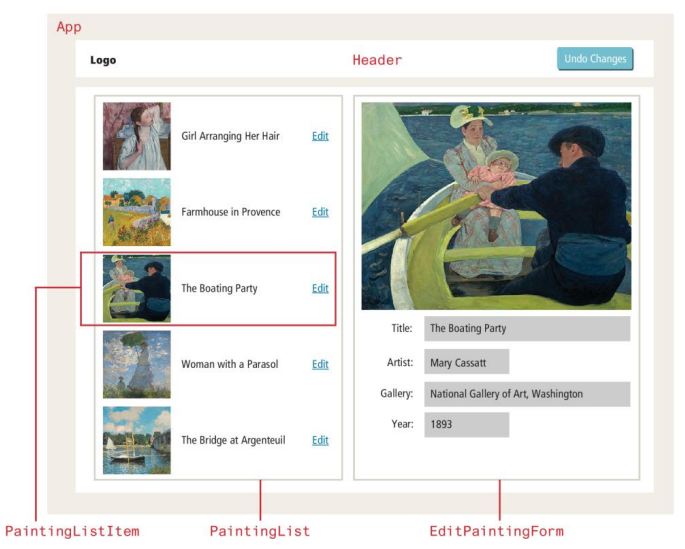 App
Logo
Header
Undo Changes
Girl Arranging Her Hair
Edit
Farmhouse in Provence
Edit
The Boating Party
Edit
Woman with a Parasol
Edit
The Bridge at Argenteuil
Edit
Title: The Boating Party
Artist: Mary Cassatt
Gallery: National Gallery of Art, Washington
Year: 1893
PaintingListItem
PaintingList
EditPaintingForm